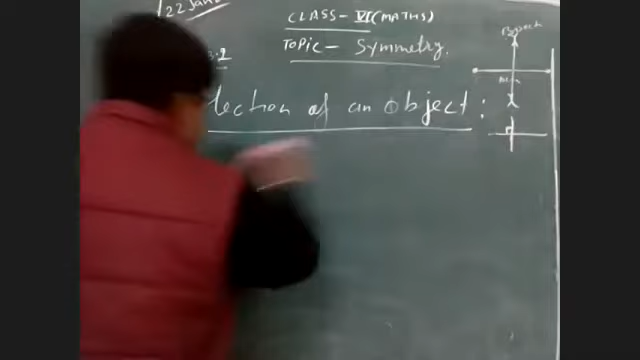 22 Jan
CLASS - VI (MATHS)
TOPIC - Symmetry.
lection of an object :